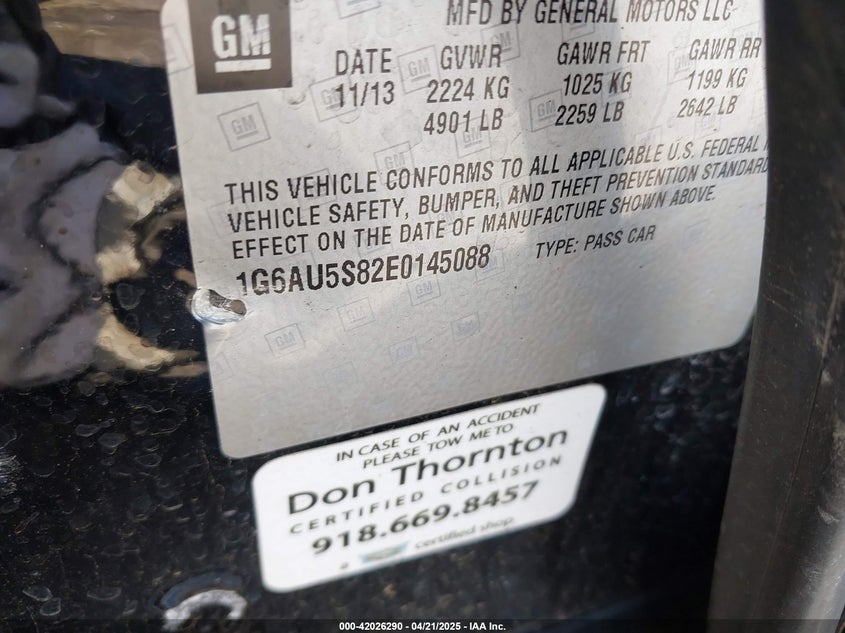 GM
MFD BY GENERAL MOTORS LLC
DATE GVWR GAWR FRT GAWR RR
11/13 2224 KG 1025 KG 1199 KG
4901 LB 2259 LB 2642 LB
THIS VEHICLE CONFORMS TO ALL APPLICABLE U.S. FEDERAL
VEHICLE SAFETY, BUMPER, AND THEFT PREVENTION STANDARD
EFFECT ON THE DATE OF MANUFACTURE SHOWN ABOVE.
1G6AU5S82E0145088 TYPE: PASS CAR
IN CASE OF AN ACCIDENT
PLEASE TOW ME TO
Don Thornton
CERTIFIED COLLISION
918.669.8457
certified shop
000-42026290 - 04/21/2025 - IAA Inc.